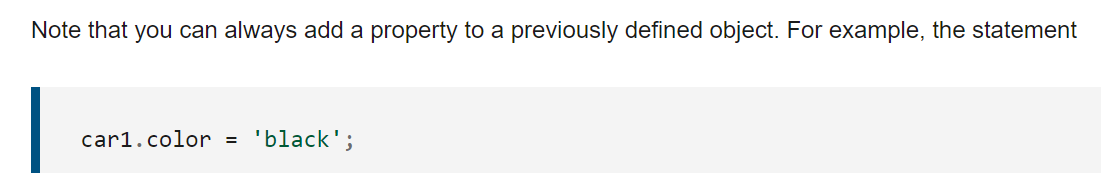 Note that you can always add a property to a previously defined object. For example, the statement
car1.color = 'black';